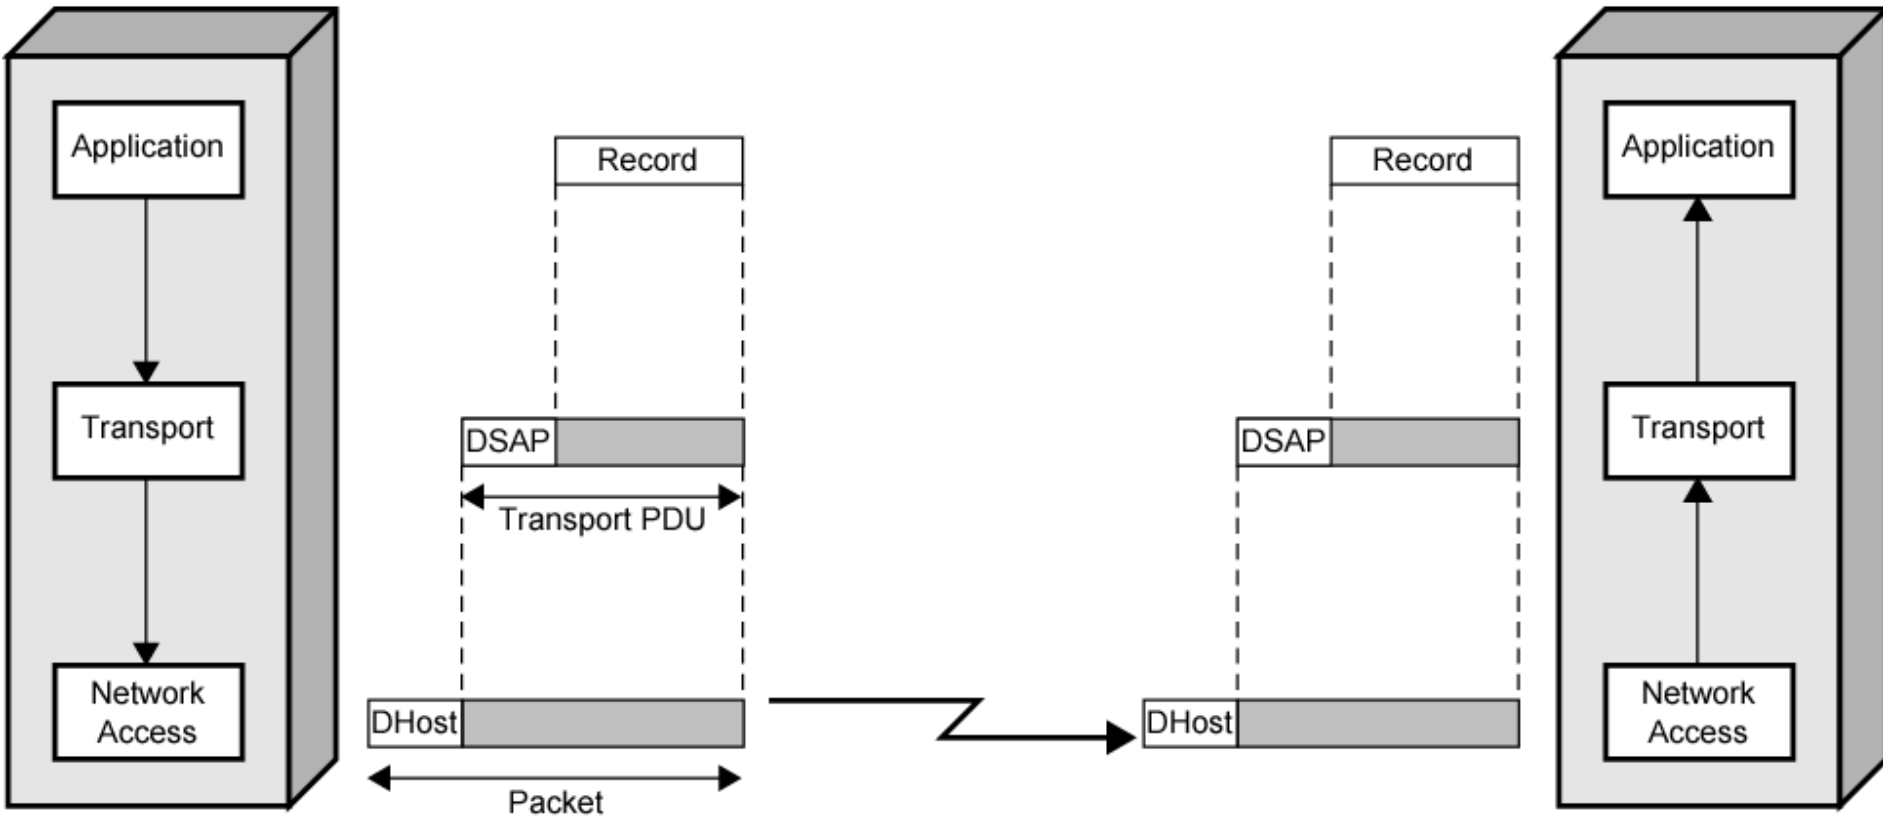 Application
Record
Record
Application
Transport
DSAP
DSAP
Transport
Transport PDU
Network
Access
DHost
DHost
Network
Access
Packet